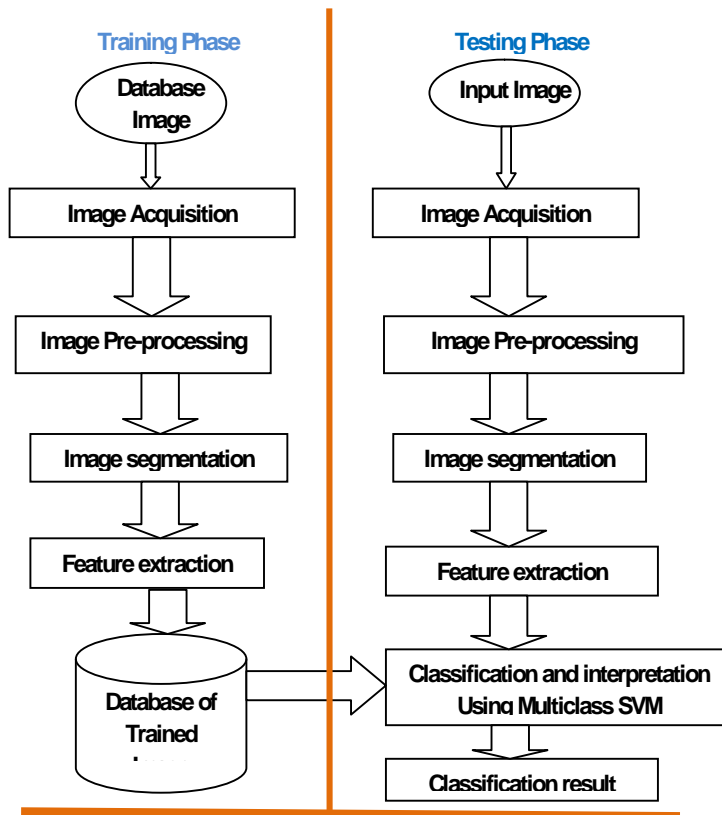 Training Phase
Database
Image
Image Acquisition
Image Pre-processing
Image segmentation
Feature extraction
Database of
Trained
Testing Phase
Input Image
Image Acquisition
Image Pre-processing
Image segmentation
Feature extraction
Classification and interpretation
Using Multiclass SVM
Classification result